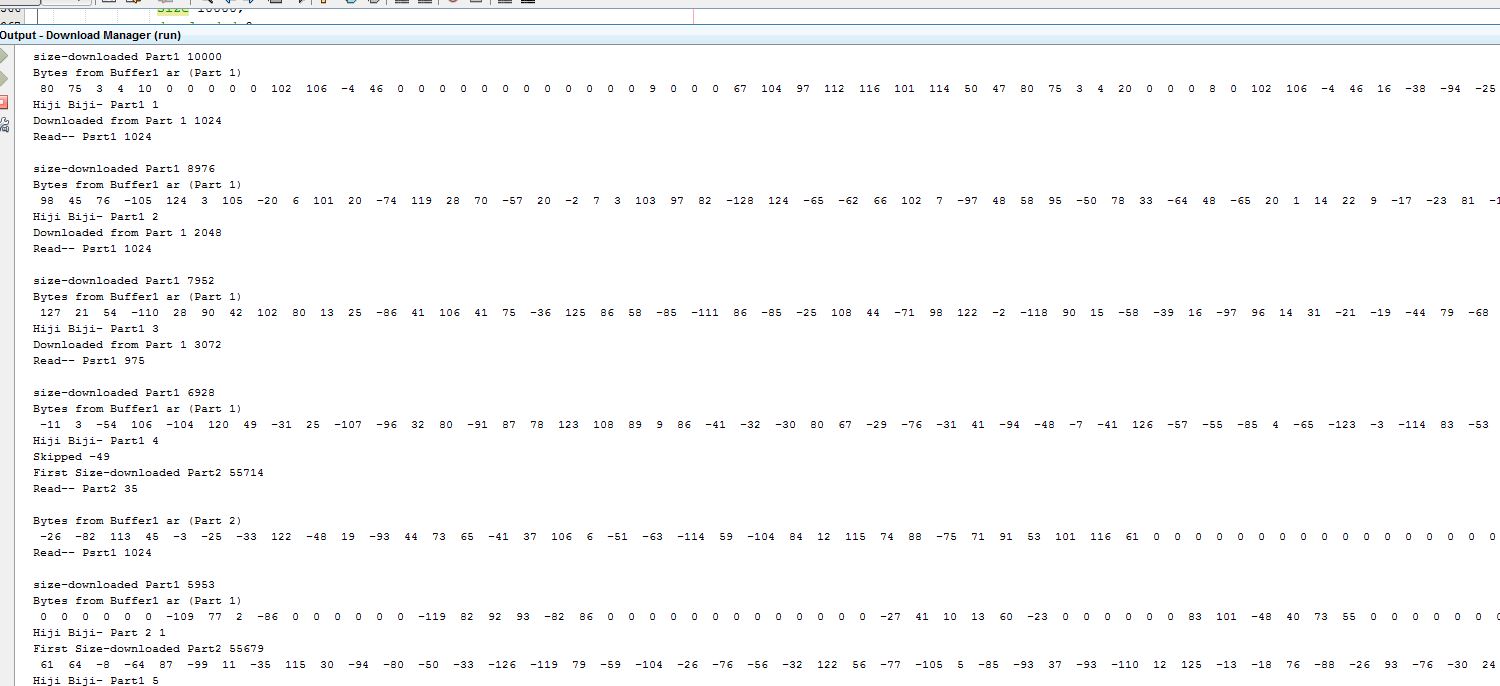 Size 10000;
Output - Download Manager (run)
size-downloaded Part1 10000
Bytes from Buffer1 ar (Part 1)
80 75 3 4 10 0 0 0 0 0 102 106 -4 46 0 0 0 0 0 0 0 0 0 0 0 0 9 0 0 0 67 104 97 112 116 101 114 50 47 80 75 3 4 20 0 0 0 8 0 102 106 -4 46 16 -38 -94 -25
Hiji Biji- Part1 1
Downloaded from Part 1 1024
Read-- Psrt1 1024
size-downloaded Part1 8976
Bytes from Buffer1 ar (Part 1)
98 45 76 -105 124 3 105 -20 6 101 20 -74 119 28 70 -57 20 -2 7 3 103 97 82 -128 124 -65 -62 66 102 7 -97 48 58 95 -50 78 33 -64 48 -65 20 1 14 22 9 -17 -23 81
Hiji Biji- Part1 2
Downloaded from Part 1 2048
Read-- Psrt1 1024
size-downloaded Part1 7952
Bytes from Buffer1 ar (Part 1)
127 21 54 -110 28 90 42 102 80 13 25 -86 41 106 41 75 -36 125 86 58 -85 -111 86 -85 -25 108 44 -71 98 122 -2 -118 90 15 -58 -39 16 -97 96 14 31 -21 -19 -44 79 -68
Hiji Biji- Part1 3
Downloaded from Part 1 3072
Read-- Psrt1 975
size-downloaded Part1 6928
Bytes from Buffer1 ar (Part 1)
-11 3 -54 106 -104 120 49 -31 25 -107 -96 32 80 -91 87 78 123 108 89 9 86 -41 -32 -30 80 67 -29 -76 -31 41 -94 -48 -7 -41 126 -57 -55 -85 4 -65 -123 -3 -114 83 -53
Hiji Biji- Part1 4
Skipped -49
First Size-downloaded Part2 55714
Read-- Part2 35
Bytes from Buffer1 ar (Part 2)
-26 -82 113 45 -3 -25 -33 122 -48 19 -93 44 73 65 -41 37 106 6 -51 -63 -114 59 -104 84 12 115 74 88 -75 71 91 53 101 116 61 0 0 0 0 0 0 0 0 0 0 0 0 0 0 0 0
Read-- Psrt1 1024
size-downloaded Part1 5953
Bytes from Buffer1 ar (Part 1)
0 0 0 0 0 0 -109 77 2 -86 0 0 0 0 0 0 -119 82 92 93 -82 86 0 0 0 0 0 0 0 0 0 0 0 0 -27 41 10 13 60 -23 0 0 0 0 0 0 83 101 -48 40 73 55 0 0 0 0 0 0
Hiji Biji- Part 2 1
First Size-downloaded Part2 55679
61 64 -8 -64 87 -99 11 -35 115 30 -94 -80 -50 -33 -126 -119 79 -59 -104 -26 -76 -56 -32 122 56 -77 -105 5 -85 -93 37 -93 -110 12 125 -13 -18 76 -88 -26 93 -76 -30 24
Hiji Biji- Part1 5